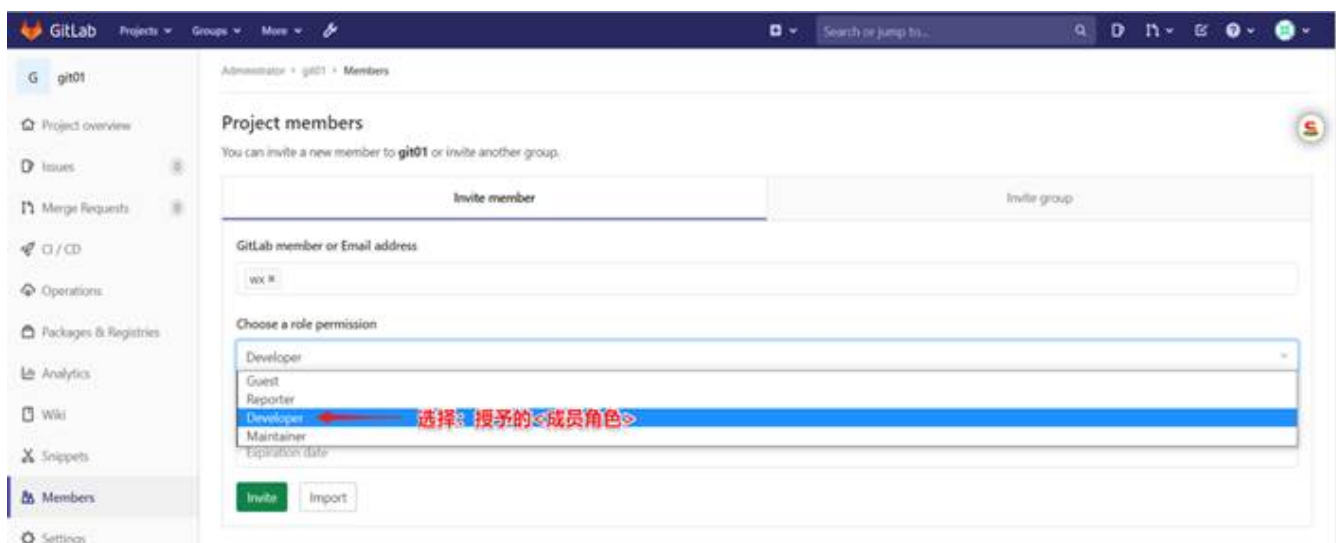 GitLab Projects Groups More Search or jump to...
G git01
Administrator > git01 > Members
Project overview
Project members
You can invite a new member to git01 or invite another group.
Issues 0
Invite member Invite group
Merge Requests 0
GitLab member or Email address
CI / CD
wx ×
Operations
Choose a role permission
Packages & Registries
Developer
Analytics
Guest
Reporter
Developer 选择：授予的<成员角色>
Wiki
Maintainer
Expiration date
Snippets
Members
Invite Import
Settings